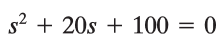 s² + 20s + 100 = 0